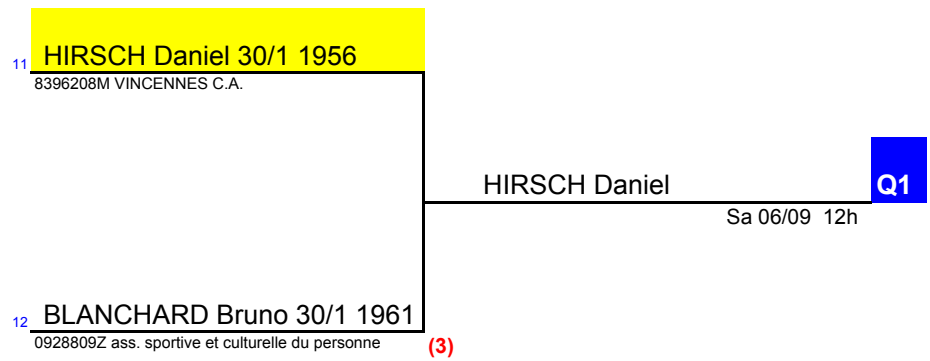 11 HIRSCH Daniel 30/1 1956
8396208M VINCENNES C.A.
HIRSCH Daniel Q1
Sa 06/09 12h
12 BLANCHARD Bruno 30/1 1961
0928809Z ass. sportive et culturelle du personne (3)